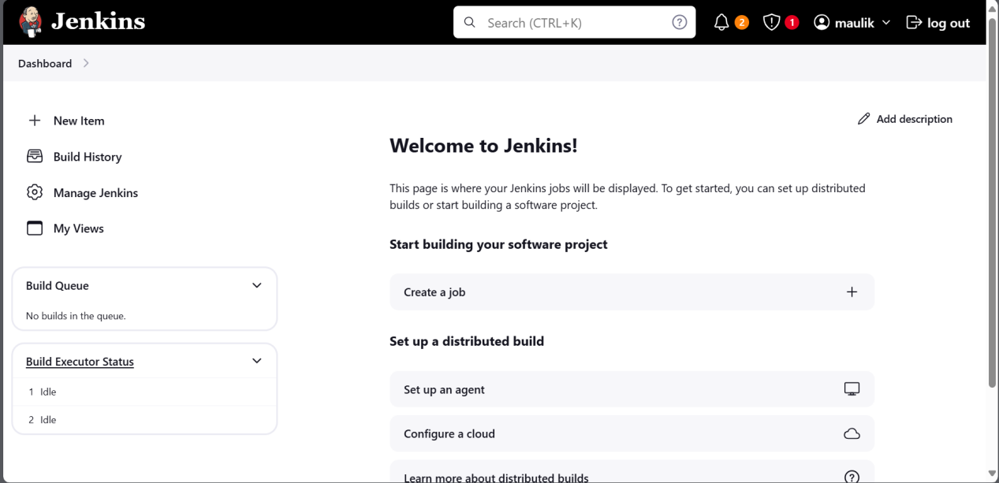 Jenkins
Search (CTRL+K)
2
1
maulik
log out
Dashboard
New Item
Build History
Manage Jenkins
My Views
Build Queue
No builds in the queue.
Build Executor Status
1 Idle
2 Idle
Add description
Welcome to Jenkins!
This page is where your Jenkins jobs will be displayed. To get started, you can set up distributed
builds or start building a software project.
Start building your software project
Create a job
Set up a distributed build
Set up an agent
Configure a cloud
Learn more about distributed builds